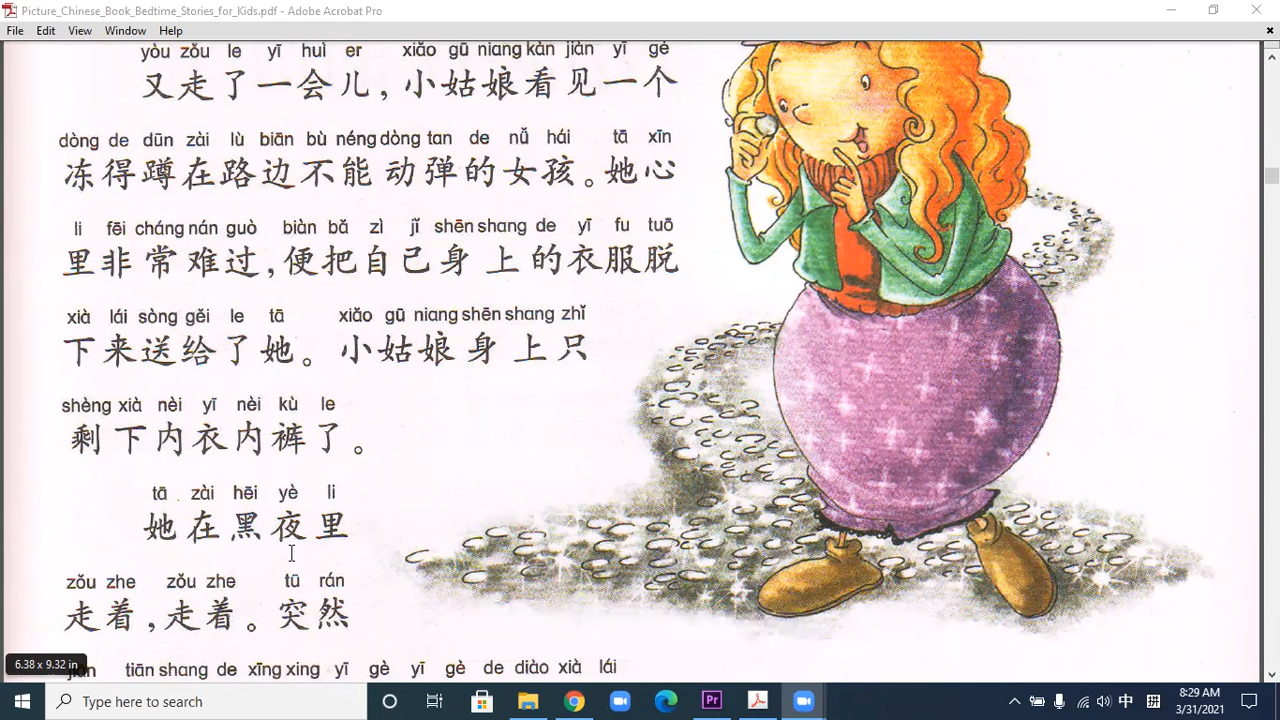 Picture_Chinese_Book_Bedtime_Stories_for_Kids.pdf - Adobe Acrobat Pro
File Edit View Window Help
yòu zǒu le yī huì er xiǎo gū niang kàn jiàn yī gè
又走了一会儿，小姑娘看见一个
dòng de dūn zài lù biān bù néng dòng tan de nǚ hái tā xīn
冻得蹲在路边不能动弹的女孩。她心
li fēi cháng nán guò biàn bǎ zì jǐ shēn shang de yī fu tuō
里非常难过，便把自己身上的衣服脱
xià lái sòng gěi le tā xiǎo gū niang shēn shang zhǐ
下来送给了她。小姑娘身上只
shèng xià nèi yī nèi kù le
剩下内衣内裤了。
tā zài hēi yè li
她在黑夜里
zǒu zhe zǒu zhe tū rán
走着，走着。突然
jiān tiān shang de xīng xing yī gè yī gè de diào xià lái
6.38 x 9.32 in
Type here to search
Pr
中
拼
8:29 AM
3/31/2021